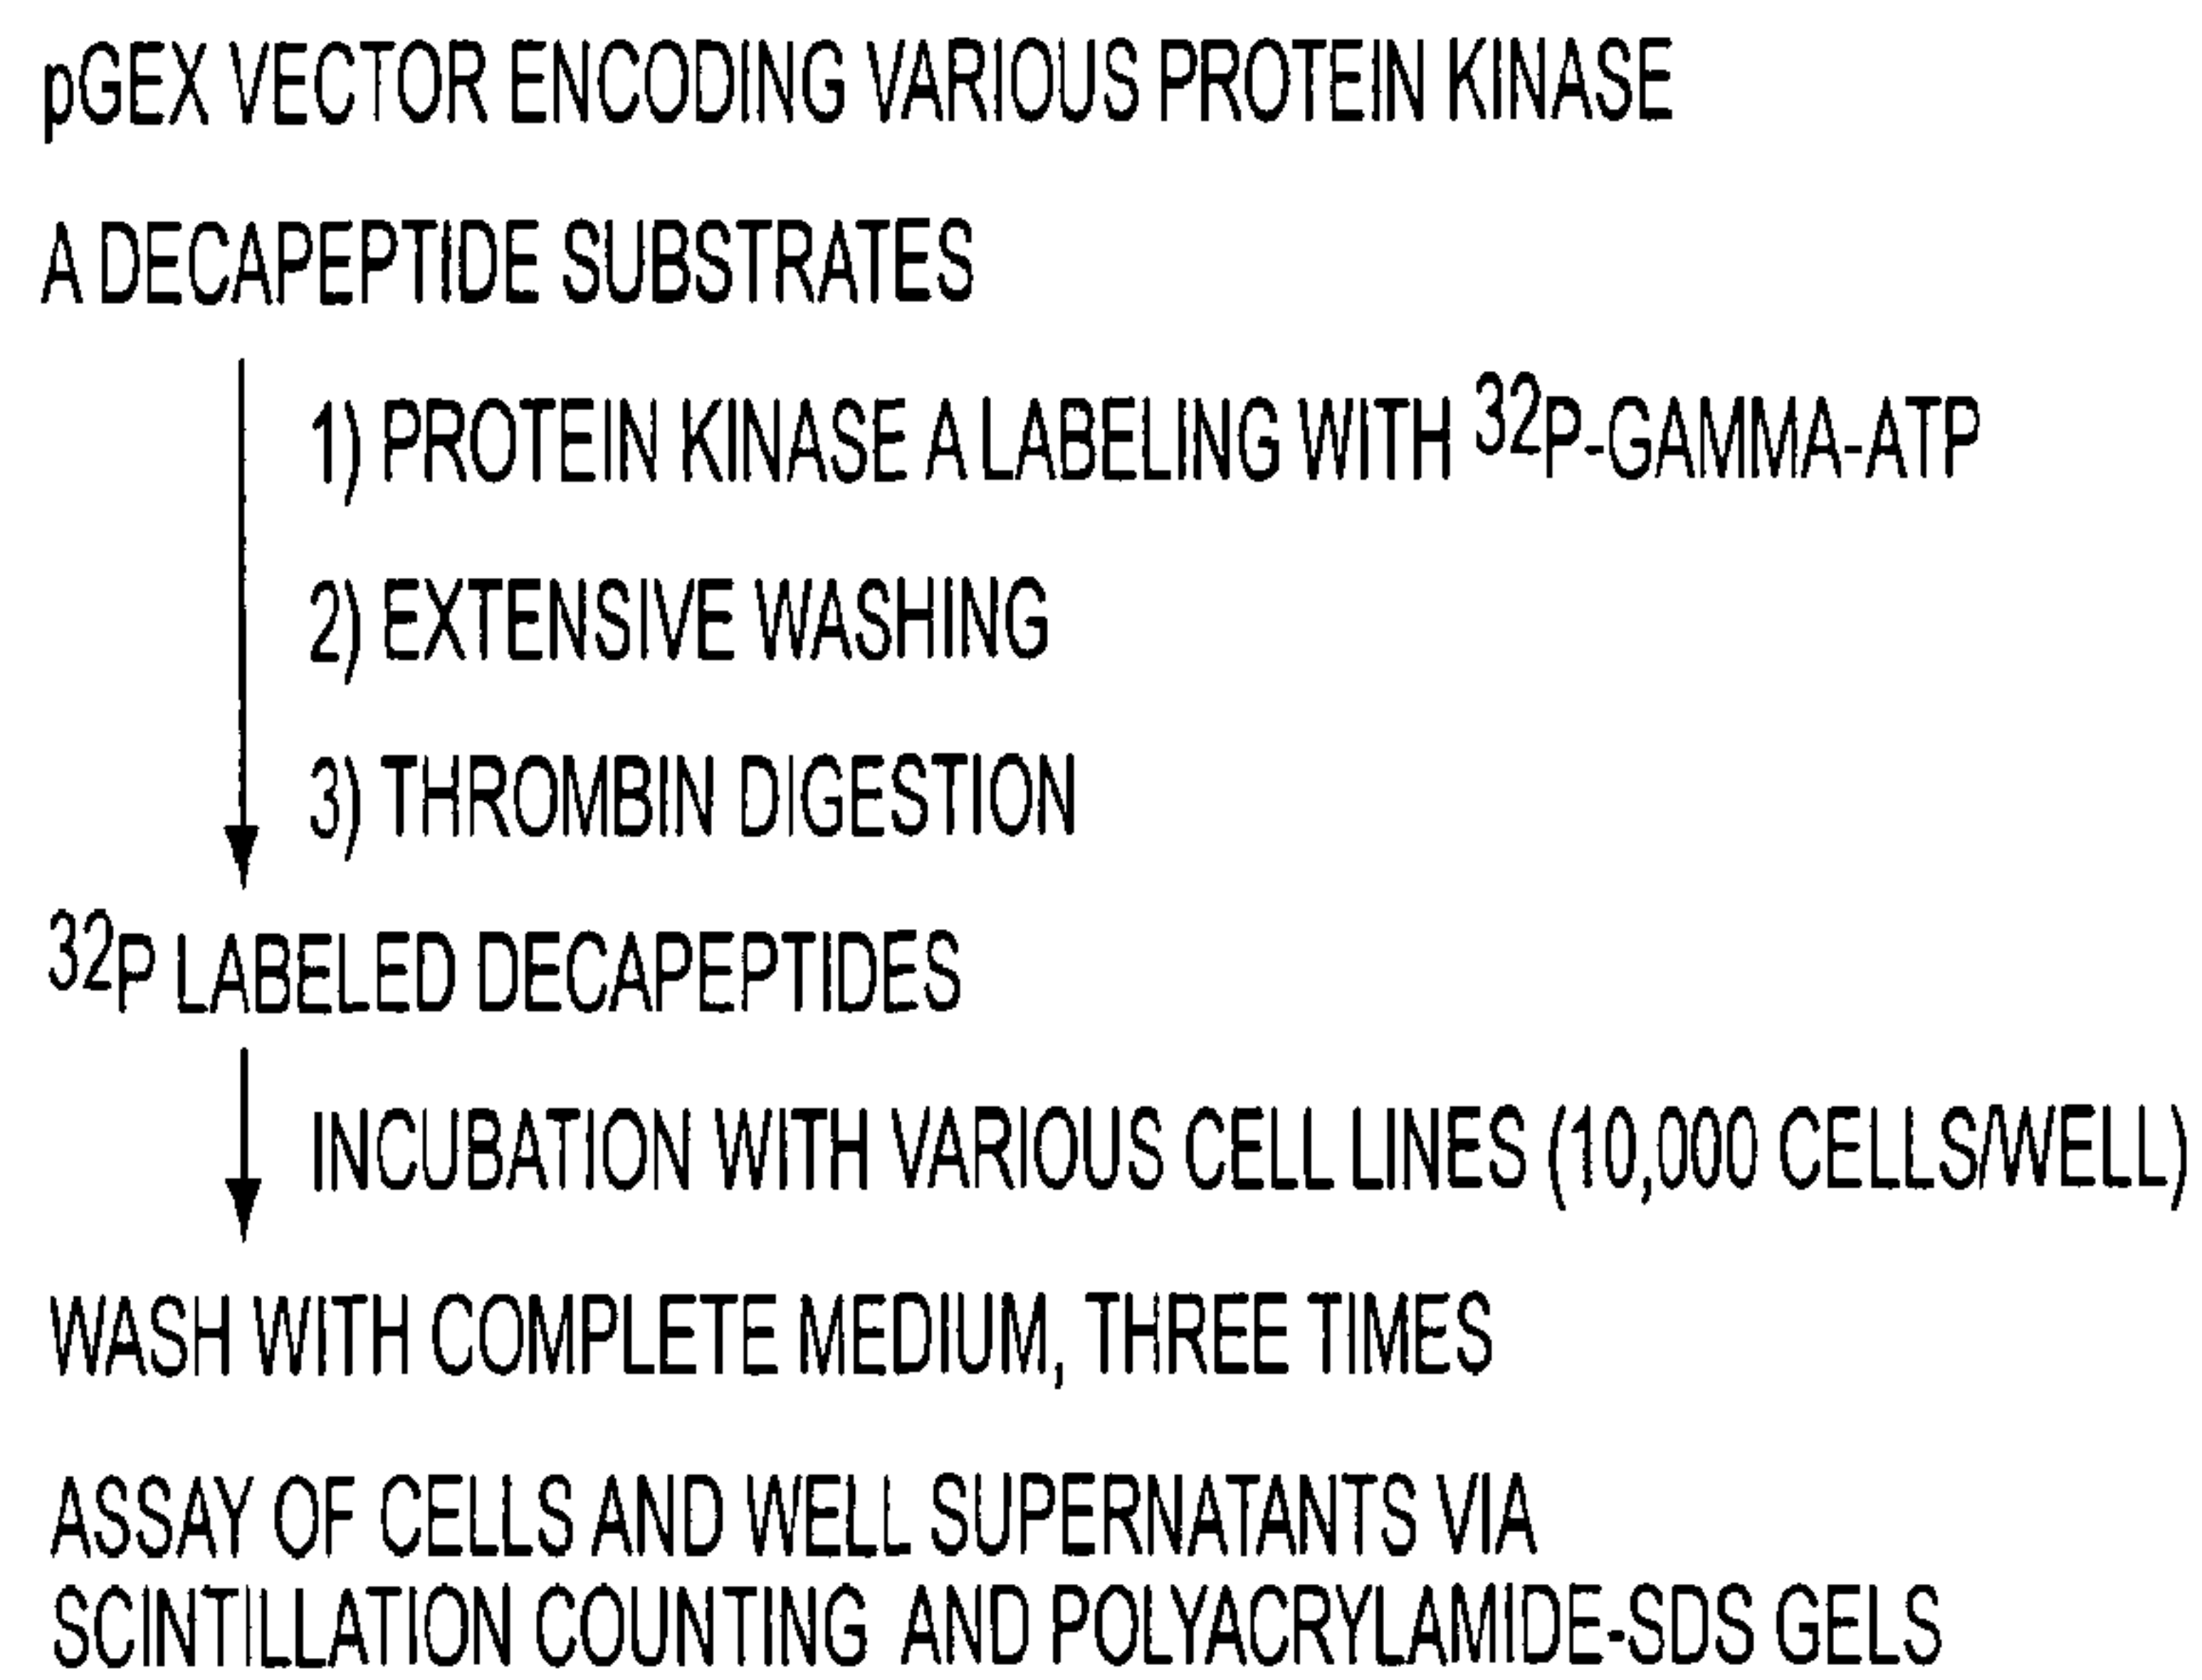 pGEX VECTOR ENCODING VARIOUS PROTEIN KINASE
A DECAPEPTIDE SUBSTRATES
1) PROTEIN KINASE A LABELING WITH ³²P-GAMMA-ATP
2) EXTENSIVE WASHING
3) THROMBIN DIGESTION
³²P LABELED DECAPEPTIDES
INCUBATION WITH VARIOUS CELL LINES (10,000 CELLS/WELL)
WASH WITH COMPLETE MEDIUM, THREE TIMES
ASSAY OF CELLS AND WELL SUPERNATANTS VIA
SCINTILLATION COUNTING AND POLYACRYLAMIDE-SDS GELS